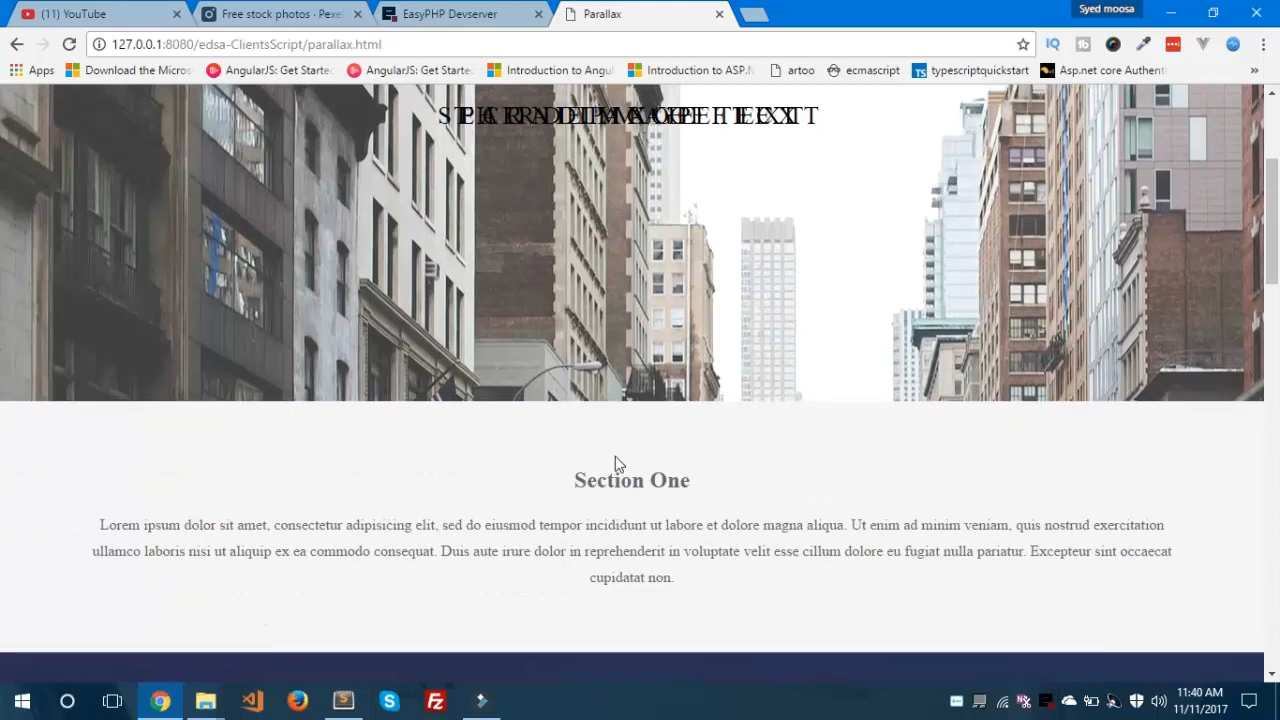 (11) YouTube
Free stock photos - Pexel
EasyPHP Devserver
Parallax
Syed moosa
127.0.0.1:8080/edsa-ClientsScript/parallax.html
Apps
Download the Micros
AngularJS: Get Starte
AngularJS: Get Starte
Introduction to Angu
Introduction to ASP.N
artoo
ecmascript
typescriptquickstart
Asp.net core Authenti
Section One
Lorem ipsum dolor sit amet, consectetur adipisicing elit, sed do eiusmod tempor incididunt ut labore et dolore magna aliqua. Ut enim ad minim veniam, quis nostrud exercitation
ullamco laboris nisi ut aliquip ex ea commodo consequat. Duis aute irure dolor in reprehenderit in voluptate velit esse cillum dolore eu fugiat nulla pariatur. Excepteur sint occaecat
cupidatat non.
11:40 AM
11/11/2017